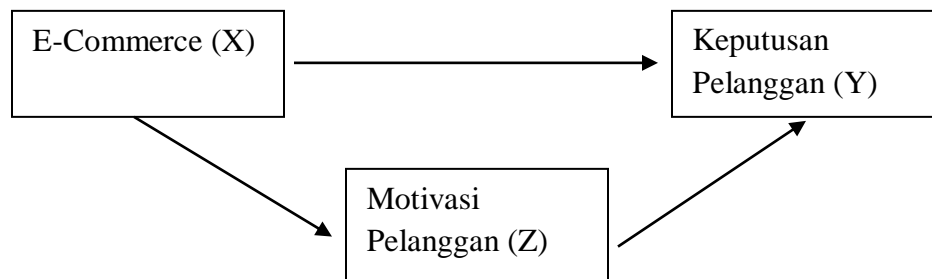 E-Commerce (X)
Keputusan
Pelanggan (Y)
Motivasi
Pelanggan (Z)